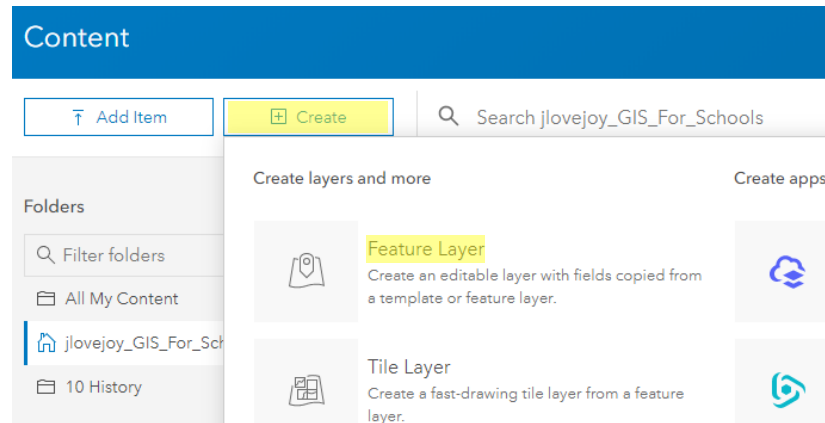 Content
Add Item
Create
Search jlovejoy_GIS_For_Schools
Create layers and more
Create apps
Folders
Filter folders
All My Content
jlovejoy_GIS_For_Sch
10 History
Feature Layer
Create an editable layer with fields copied from
a template or feature layer.
Tile Layer
Create a fast-drawing tile layer from a feature
layer.